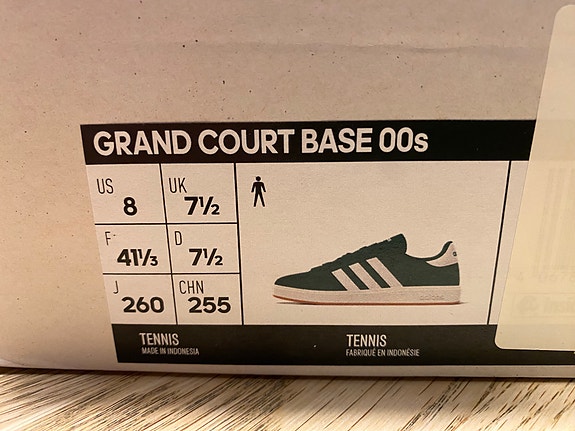 GRAND COURT BASE 00s
US 8 UK 7½
F 41⅓ D 7½
J 260 CHN 255
TENNIS
MADE IN INDONESIA
TENNIS
FABRIQUÉ EN INDONÉSIE